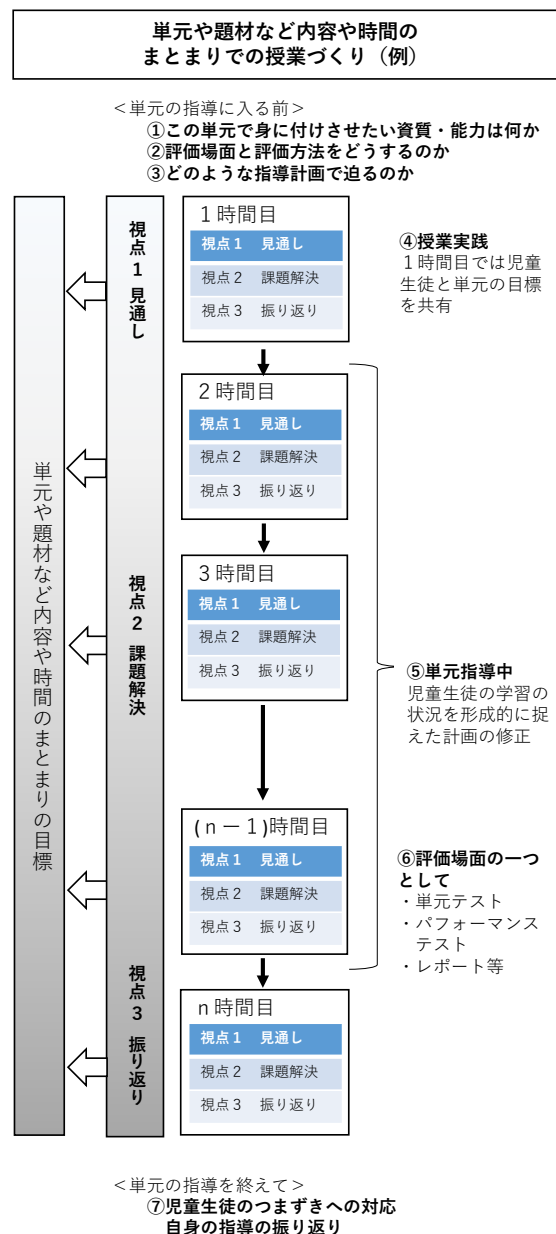 単元や題材など内容や時間の
まとまりでの授業づくり（例）
＜単元の指導に入る前＞
①この単元で身に付けさせたい資質・能力は何か
②評価場面と評価方法をどうするのか
③どのような指導計画で迫るのか
単元や題材など内容や時間のまとまりの目標
視点１ 見通し
視点２ 課題解決
視点３ 振り返り
１時間目
視点１　見通し
視点２　課題解決
視点３　振り返り
④授業実践
１時間目では児童
生徒と単元の目標
を共有
２時間目
視点１　見通し
視点２　課題解決
視点３　振り返り
３時間目
視点１　見通し
視点２　課題解決
視点３　振り返り
⑤単元指導中
児童生徒の学習の
状況を形成的に捉
えた計画の修正
(ｎ－１)時間目
視点１　見通し
視点２　課題解決
視点３　振り返り
⑥評価場面の一つ
として
・単元テスト
・パフォーマンス
テスト
・レポート等
ｎ時間目
視点１　見通し
視点２　課題解決
視点３　振り返り
＜単元の指導を終えて＞
⑦児童生徒のつまずきへの対応
自身の指導の振り返り